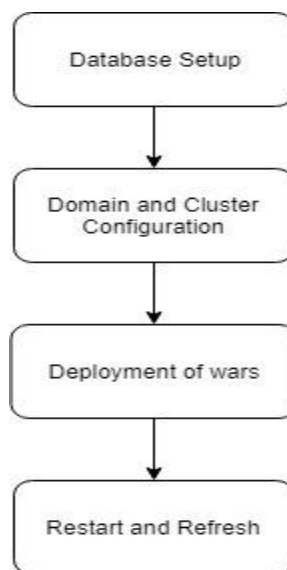 Database Setup
Domain and Cluster
Configuration
Deployment of wars
Restart and Refresh